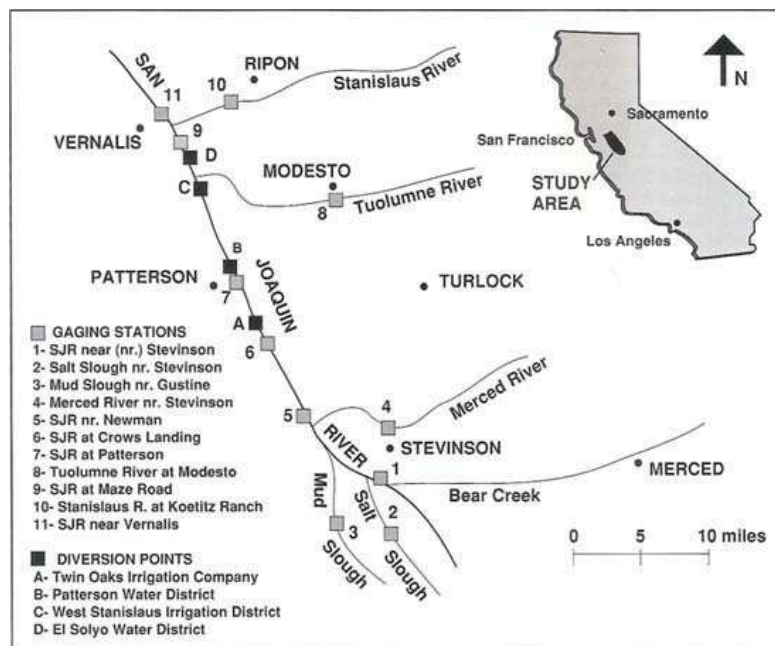 SAN
RIPON
10
Stanislaus
River
11
VERNALIS
9
D
C
MODESTO
8
Tuolumne River
B
JOAQUIN
PATTERSON
7
TURLOCK
A
6
N
Sacramento
San Francisco
STUDY
AREA
Los Angeles
GAGING STATIONS
1- SJR near (nr.) Stevinson
2- Salt Slough nr. Stevinson
3- Mud Slough nr. Gustine
4- Merced River nr. Stevinson
5- SJR nr. Newman
6- SJR at Crows Landing
7- SJR at Patterson
8- Tuolumne River at Modesto
9- SJR at Maze Road
10- Stanislaus R. at Koetitz Ranch
11- SJR near Vernalis
DIVERSION POINTS
A- Twin Oaks Irrigation Company
B- Patterson Water District
C- West Stanislaus Irrigation District
D- El Solyo Water District
Merced River
4
5
RIVER
STEVINSON
1
MERCED
Bear Creek
Mud
Slough
3
Salt
Slough
2
0 5 10 miles